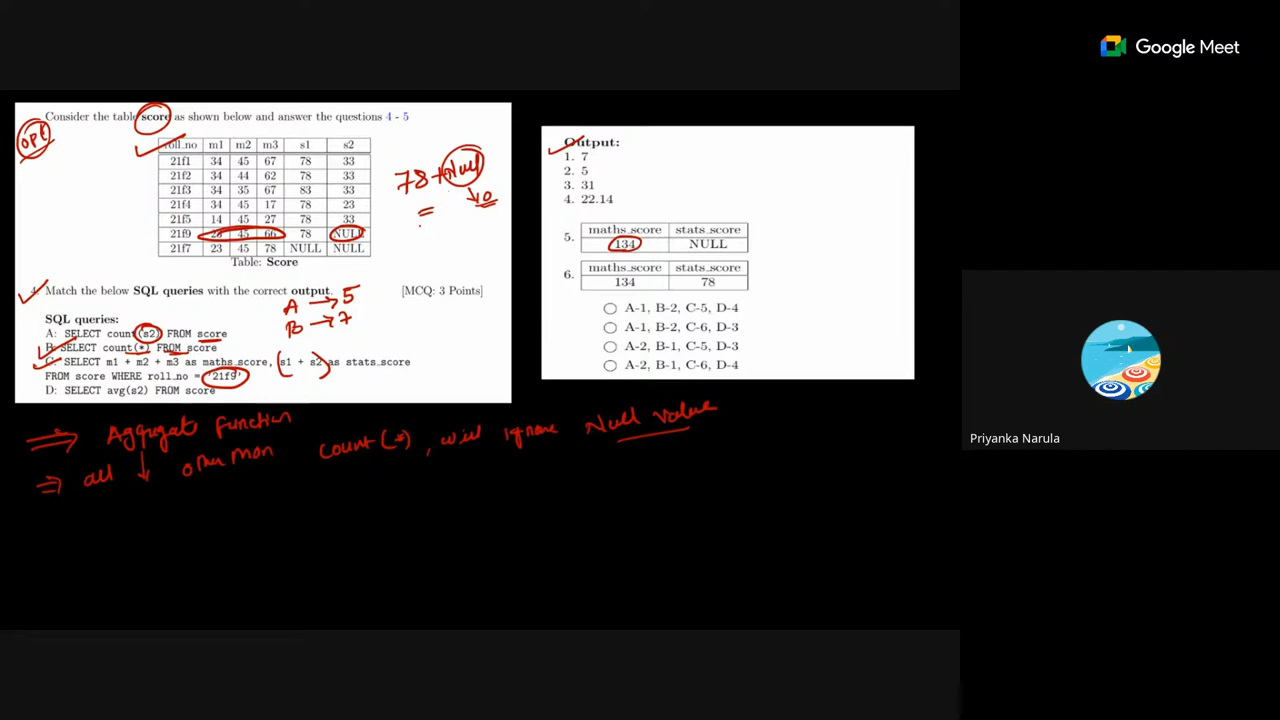 Google Meet
Consider the table score as shown below and answer the questions 4 - 5
OPE
roll_no m1 m2 m3 s1 s2
21f1 34 45 67 78 33
21f2 34 44 62 78 33
21f3 34 35 67 83 33
21f4 34 45 17 78 23
21f5 14 45 27 78 33
21f9 23 45 66 78 NULL
21f7 23 45 78 NULL NULL
Table: Score
78 + Null
0
4. Match the below SQL queries with the correct output. [MCQ: 3 Points]
A → 5
B → 7
SQL queries:
A: SELECT count(s2) FROM score
B: SELECT count(*) FROM score
C: SELECT m1 + m2 + m3 as maths_score, (s1 + s2) as stats_score
FROM score WHERE roll_no = '21f9'
D: SELECT avg(s2) FROM score
Output:
1. 7
2. 5
3. 31
4. 22.14
5. maths_score stats_score
134 NULL
6. maths_score stats_score
134 78
A-1, B-2, C-5, D-4
A-1, B-2, C-6, D-3
A-2, B-1, C-5, D-3
A-2, B-1, C-6, D-4
⇒ Aggregate function
⇒ all other than count(*), will ignore Null value
Priyanka Narula